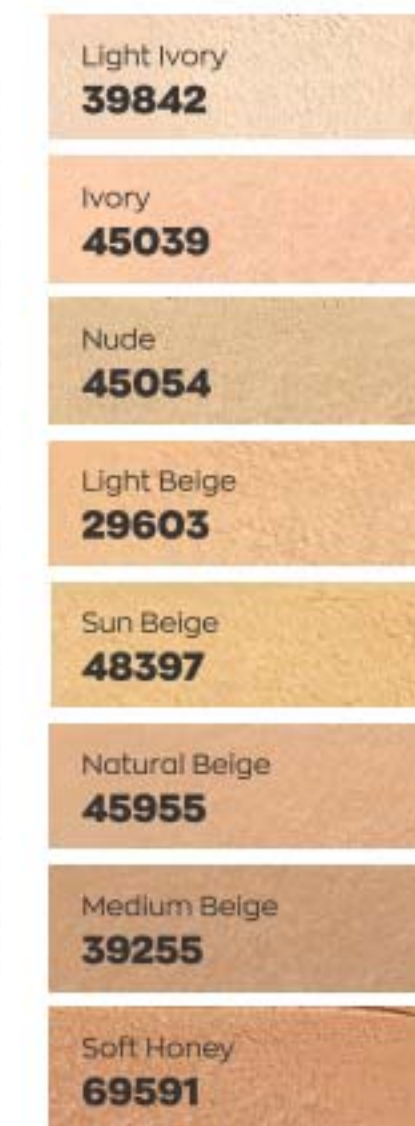 Light Ivory
39842
Ivory
45039
Nude
45054
Light Beige
29603
Sun Beige
48397
Natural Beige
45955
Medium Beige
39255
Soft Honey
69591